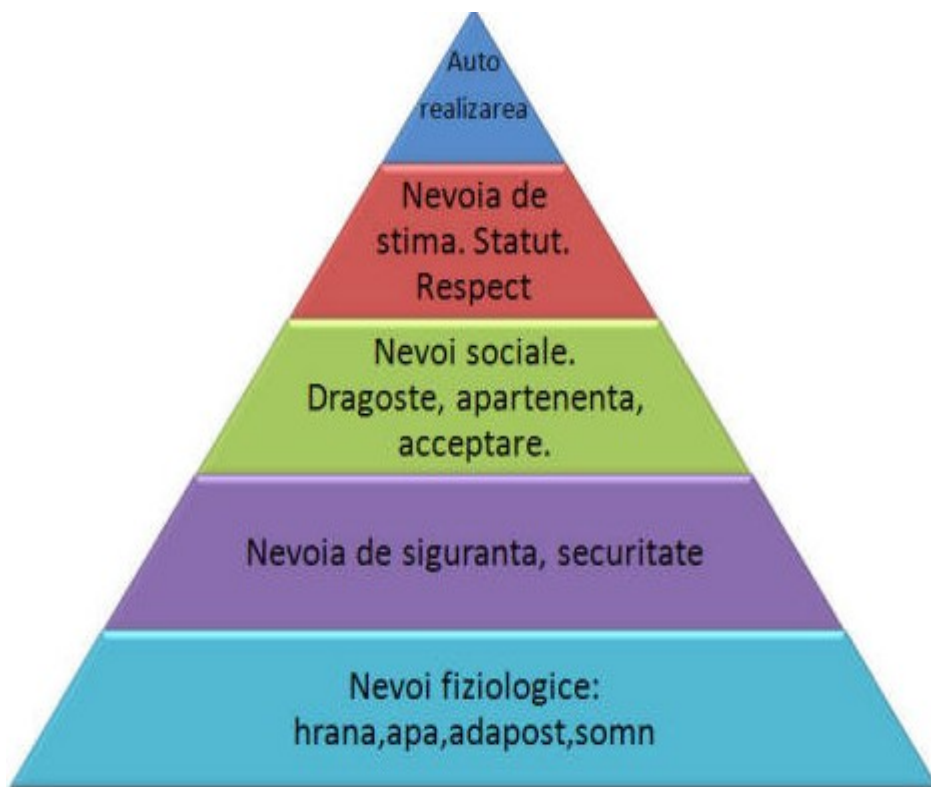 Auto
realizarea
Nevoia de
stima. Statut.
Respect
Nevoi sociale.
Dragoste, apartenenta,
acceptare.
Nevoia de siguranta, securitate
Nevoi fiziologice:
hrana,apa,adapost,somn